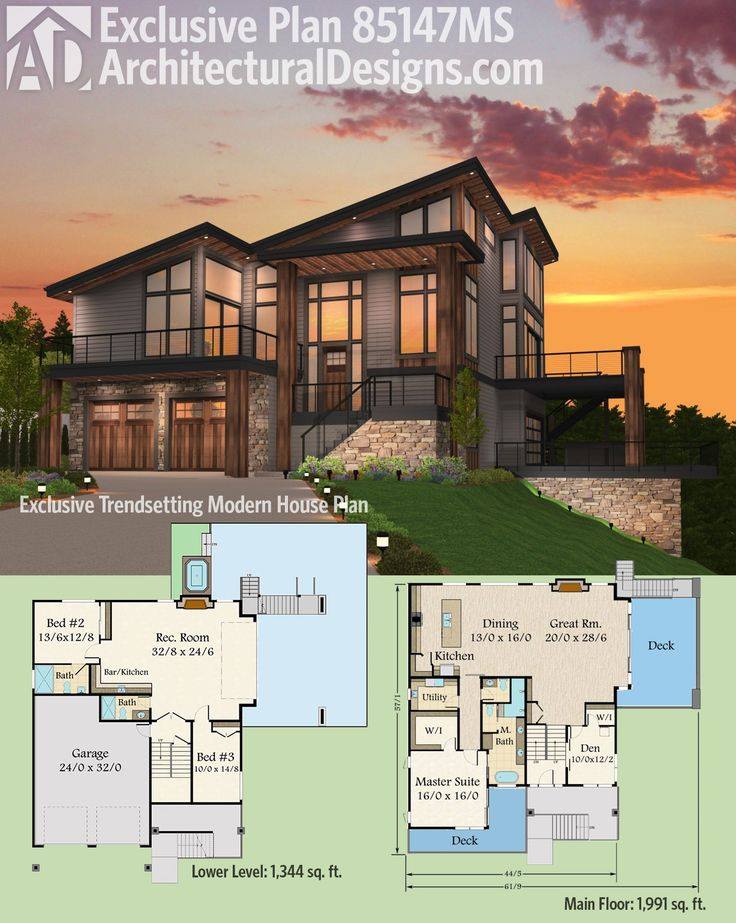 AD
Exclusive Plan 85147MS
ArchitecturalDesigns.com
Exclusive Trendsetting Modern House Plan
Bed #2
13/6x12/8
Rec. Room
32/8 x 24/6
Bath
Bar/Kitchen
Bath
Garage
24/0 x 32/0
Bed #3
10/0 x 14/8
Lower Level: 1,344 sq. ft.
Dining
13/0 x 16/0
Great Rm.
20/0 x 28/6
Deck
Kitchen
Utility
W/I
M.
Bath
W/I
Den
10/0x12/2
Master Suite
16/0 x 16/0
Deck
57/1
44/5
61/9
Main Floor: 1,991 sq. ft.